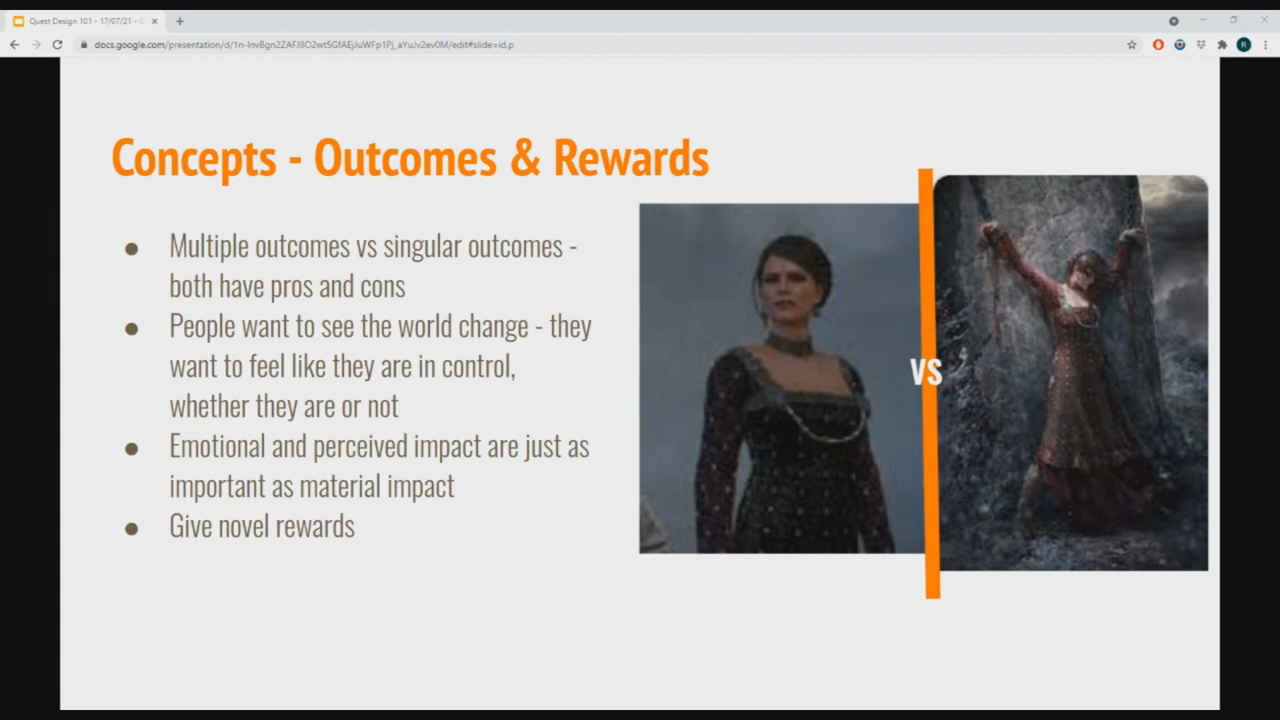 Quest Design 101 - 17/07/21 - G
docs.google.com/presentation/d/1n-InvBgn2ZAFJ8O2wt5GfAEjJuWFp1Pj_aYuJv2ev0M/edit#slide=id.p
R
Concepts - Outcomes & Rewards
● Multiple outcomes vs singular outcomes -
both have pros and cons
● People want to see the world change - they
want to feel like they are in control,
whether they are or not
● Emotional and perceived impact are just as
important as material impact
● Give novel rewards
VS